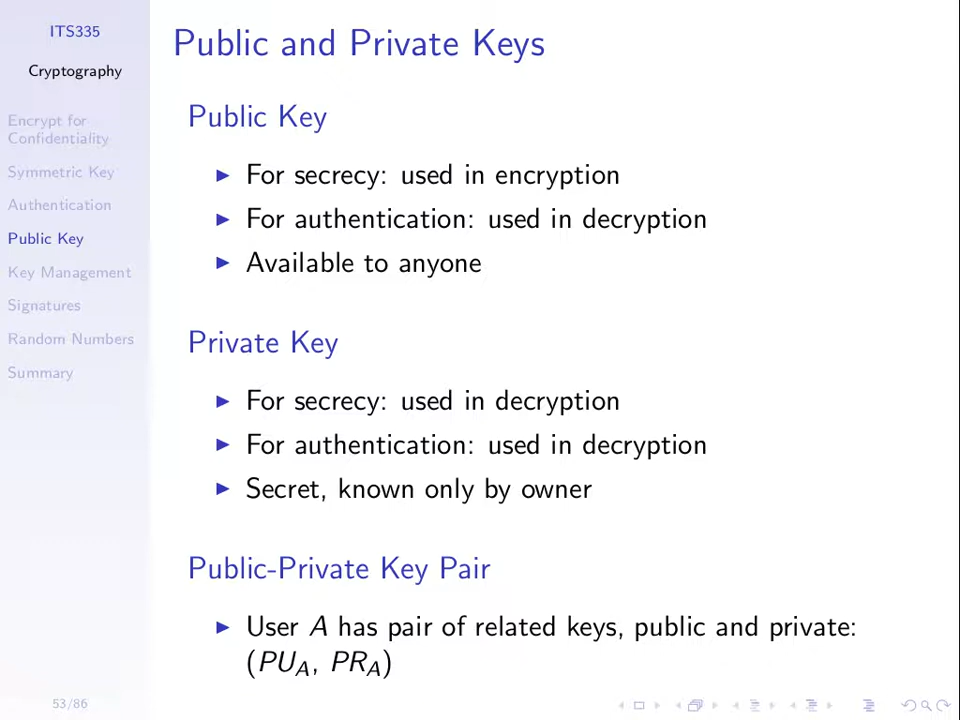 ITS335
Cryptography
Encrypt for
Confidentiality
Symmetric Key
Authentication
Public Key
Key Management
Signatures
Random Numbers
Summary
Public and Private Keys
Public Key
► For secrecy: used in encryption
► For authentication: used in decryption
► Available to anyone
Private Key
► For secrecy: used in decryption
► For authentication: used in decryption
► Secret, known only by owner
Public-Private Key Pair
► User A has pair of related keys, public and private:
(PU_A, PR_A)
53/86